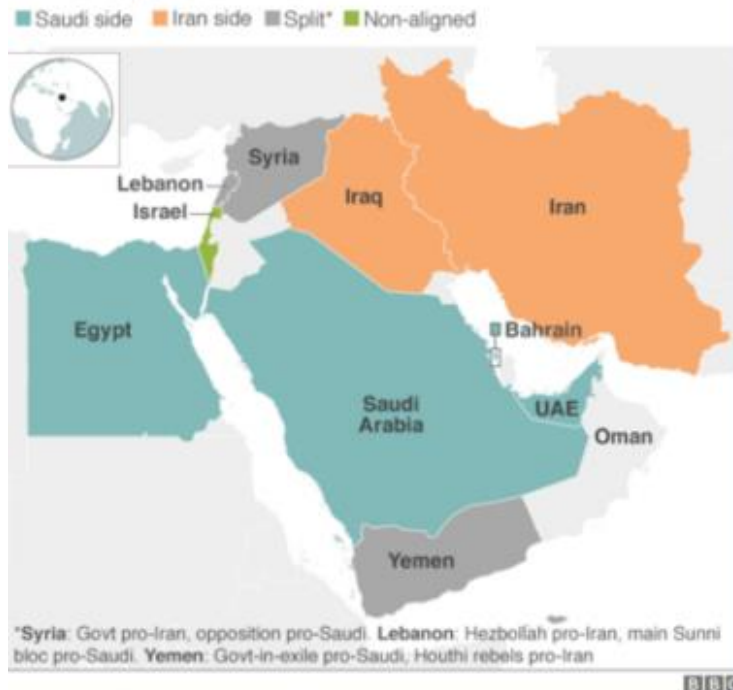 Saudi side Iran side Split* Non-aligned
Syria
Lebanon
Israel
Iraq
Iran
Egypt
Bahrain
Saudi
Arabia
UAE
Oman
Yemen
*Syria: Govt pro-Iran, opposition pro-Saudi. Lebanon: Hezbollah pro-Iran, main Sunni
bloc pro-Saudi. Yemen: Govt-in-exile pro-Saudi, Houthi rebels pro-Iran
BBC